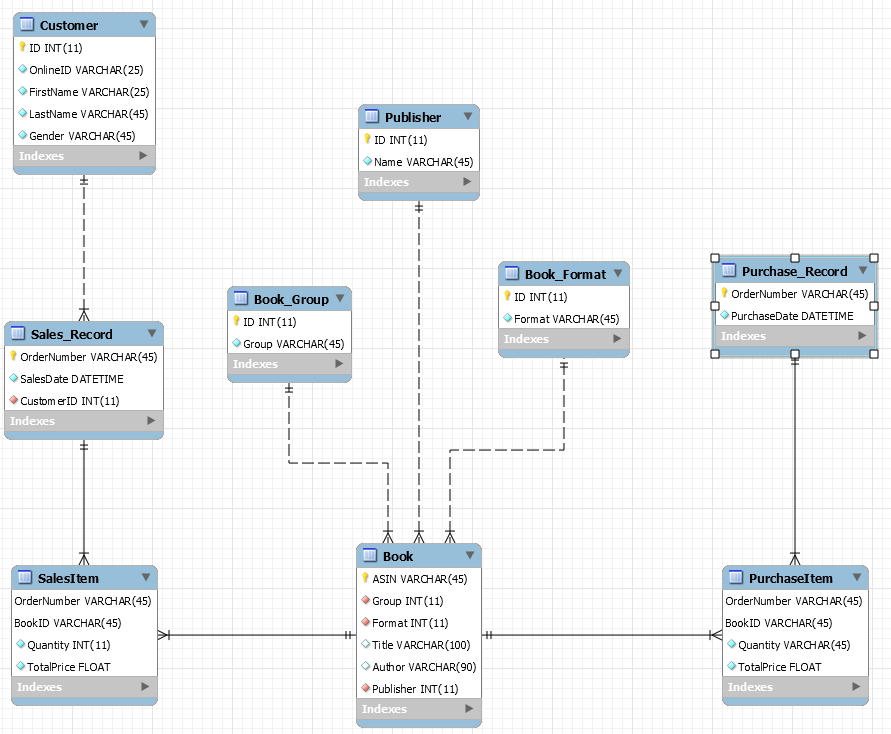 Customer
ID INT(11)
OnlineID VARCHAR(25)
FirstName VARCHAR(25)
LastName VARCHAR(45)
Gender VARCHAR(45)
Indexes
Publisher
ID INT(11)
Name VARCHAR(45)
Indexes
Book_Group
ID INT(11)
Group VARCHAR(45)
Indexes
Book_Format
ID INT(11)
Format VARCHAR(45)
Indexes
Purchase_Record
OrderNumber VARCHAR(45)
PurchaseDate DATETIME
Indexes
Sales_Record
OrderNumber VARCHAR(45)
SalesDate DATETIME
CustomerID INT(11)
Indexes
SalesItem
OrderNumber VARCHAR(45)
BookID VARCHAR(45)
Quantity INT(11)
TotalPrice FLOAT
Indexes
Book
ASIN VARCHAR(45)
Group INT(11)
Format INT(11)
Title VARCHAR(100)
Author VARCHAR(90)
Publisher INT(11)
Indexes
PurchaseItem
OrderNumber VARCHAR(45)
BookID VARCHAR(45)
Quantity VARCHAR(45)
TotalPrice FLOAT
Indexes